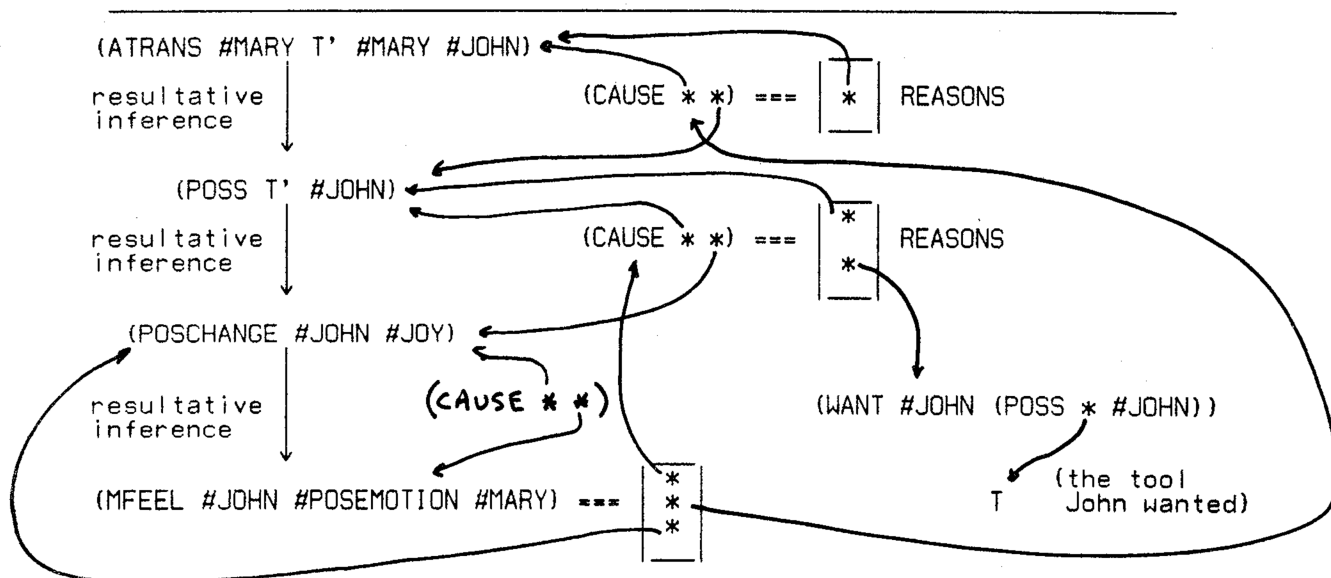 (ATRANS #MARY T' #MARY #JOHN)
resultative
inference
(CAUSE * *) === * REASONS
(POSS T' #JOHN)
resultative
inference
(CAUSE * *) === * REASONS
*
(POSCHANGE #JOHN #JOY)
resultative
inference
(CAUSE * *)
(WANT #JOHN (POSS * #JOHN))
(MFEEL #JOHN #POSEMOTION #MARY) === *
*
*
T (the tool
John wanted)